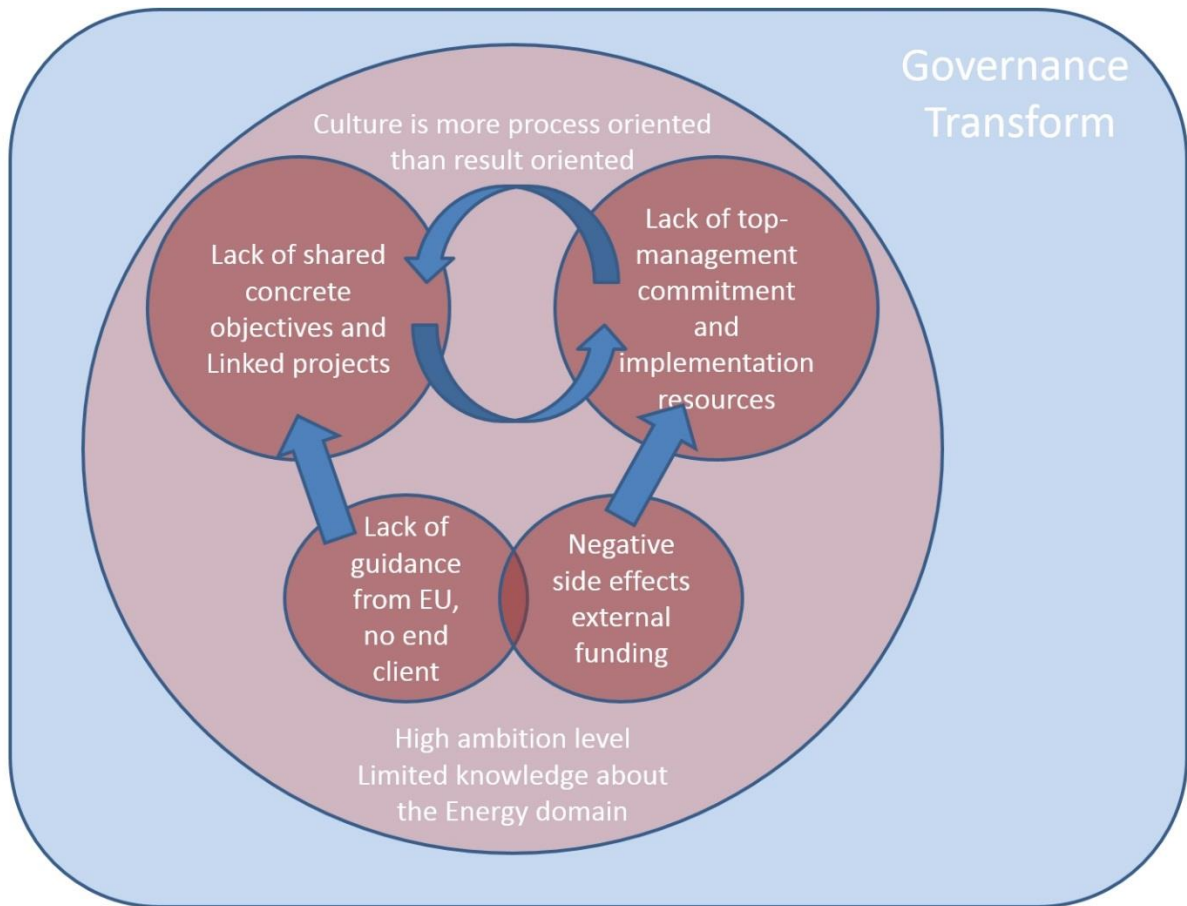 Governance
Transform
Culture is more process oriented
than result oriented
Lack of shared
concrete
objectives and
Linked projects
Lack of top-
management
commitment
and
implementation
resources
Lack of
guidance
from EU,
no end
client
Negative
side effects
external
funding
High ambition level
Limited knowledge about
the Energy domain